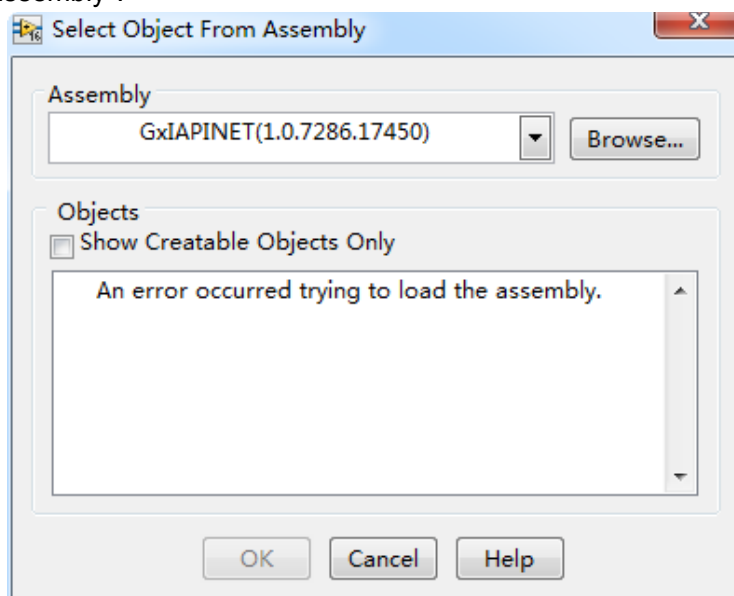 Select Object From Assembly
Assembly
GxIAPINET(1.0.7286.17450)
Browse...
Objects
Show Creatable Objects Only
An error occurred trying to load the assembly.
OK Cancel Help